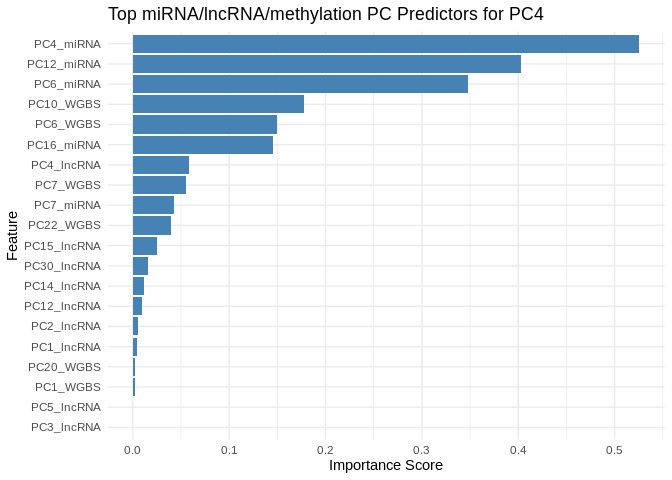 Top miRNA/lncRNA/methylation PC Predictors for PC4
Feature
PC4_miRNA
PC12_miRNA
PC6_miRNA
PC10_WGBS
PC6_WGBS
PC16_miRNA
PC4_lncRNA
PC7_WGBS
PC7_miRNA
PC22_WGBS
PC15_lncRNA
PC30_lncRNA
PC14_lncRNA
PC12_lncRNA
PC2_lncRNA
PC1_lncRNA
PC20_WGBS
PC1_WGBS
PC5_lncRNA
PC3_lncRNA
0.0 0.1 0.2 0.3 0.4 0.5
Importance Score